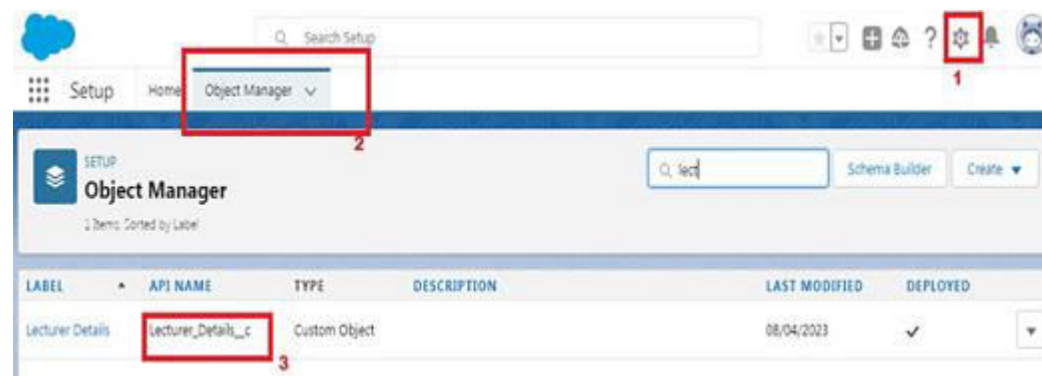 Search Setup
?
1
Setup Home Object Manager
2
SETUP
Object Manager
1 Items. Sorted by Label
lect
Schema Builder
Create
LABEL API NAME TYPE DESCRIPTION LAST MODIFIED DEPLOYED
Lecturer Details Lecturer_Details__c Custom Object 08/04/2023
3